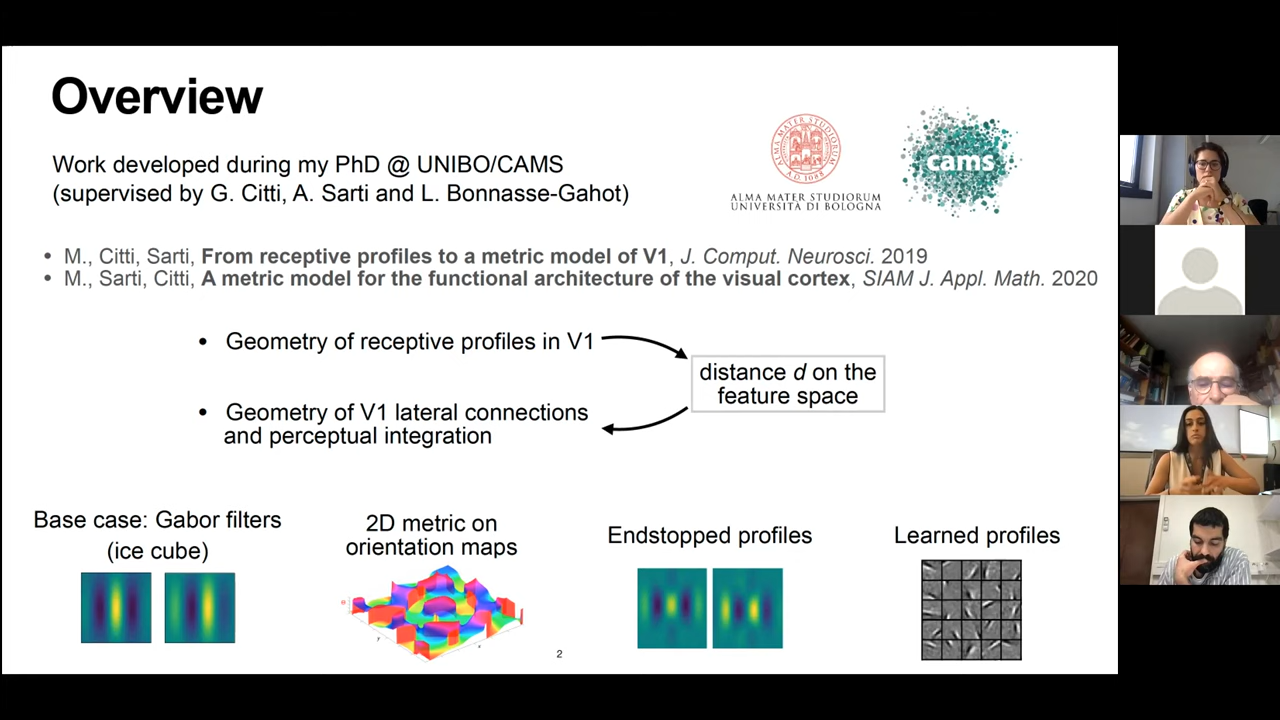 Overview
Work developed during my PhD @ UNIBO/CAMS
(supervised by G. Citti, A. Sarti and L. Bonnasse-Gahot)
ALMA MATER STUDIORUM
A.D. 1088
ALMA MATER STUDIORUM
UNIVERSITÀ DI BOLOGNA
cams
• M., Citti, Sarti, From receptive profiles to a metric model of V1, J. Comput. Neurosci. 2019
• M., Sarti, Citti, A metric model for the functional architecture of the visual cortex, SIAM J. Appl. Math. 2020
• Geometry of receptive profiles in V1
distance d on the
feature space
• Geometry of V1 lateral connections
and perceptual integration
Base case: Gabor filters
(ice cube)
2D metric on
orientation maps
Endstopped profiles
Learned profiles
2